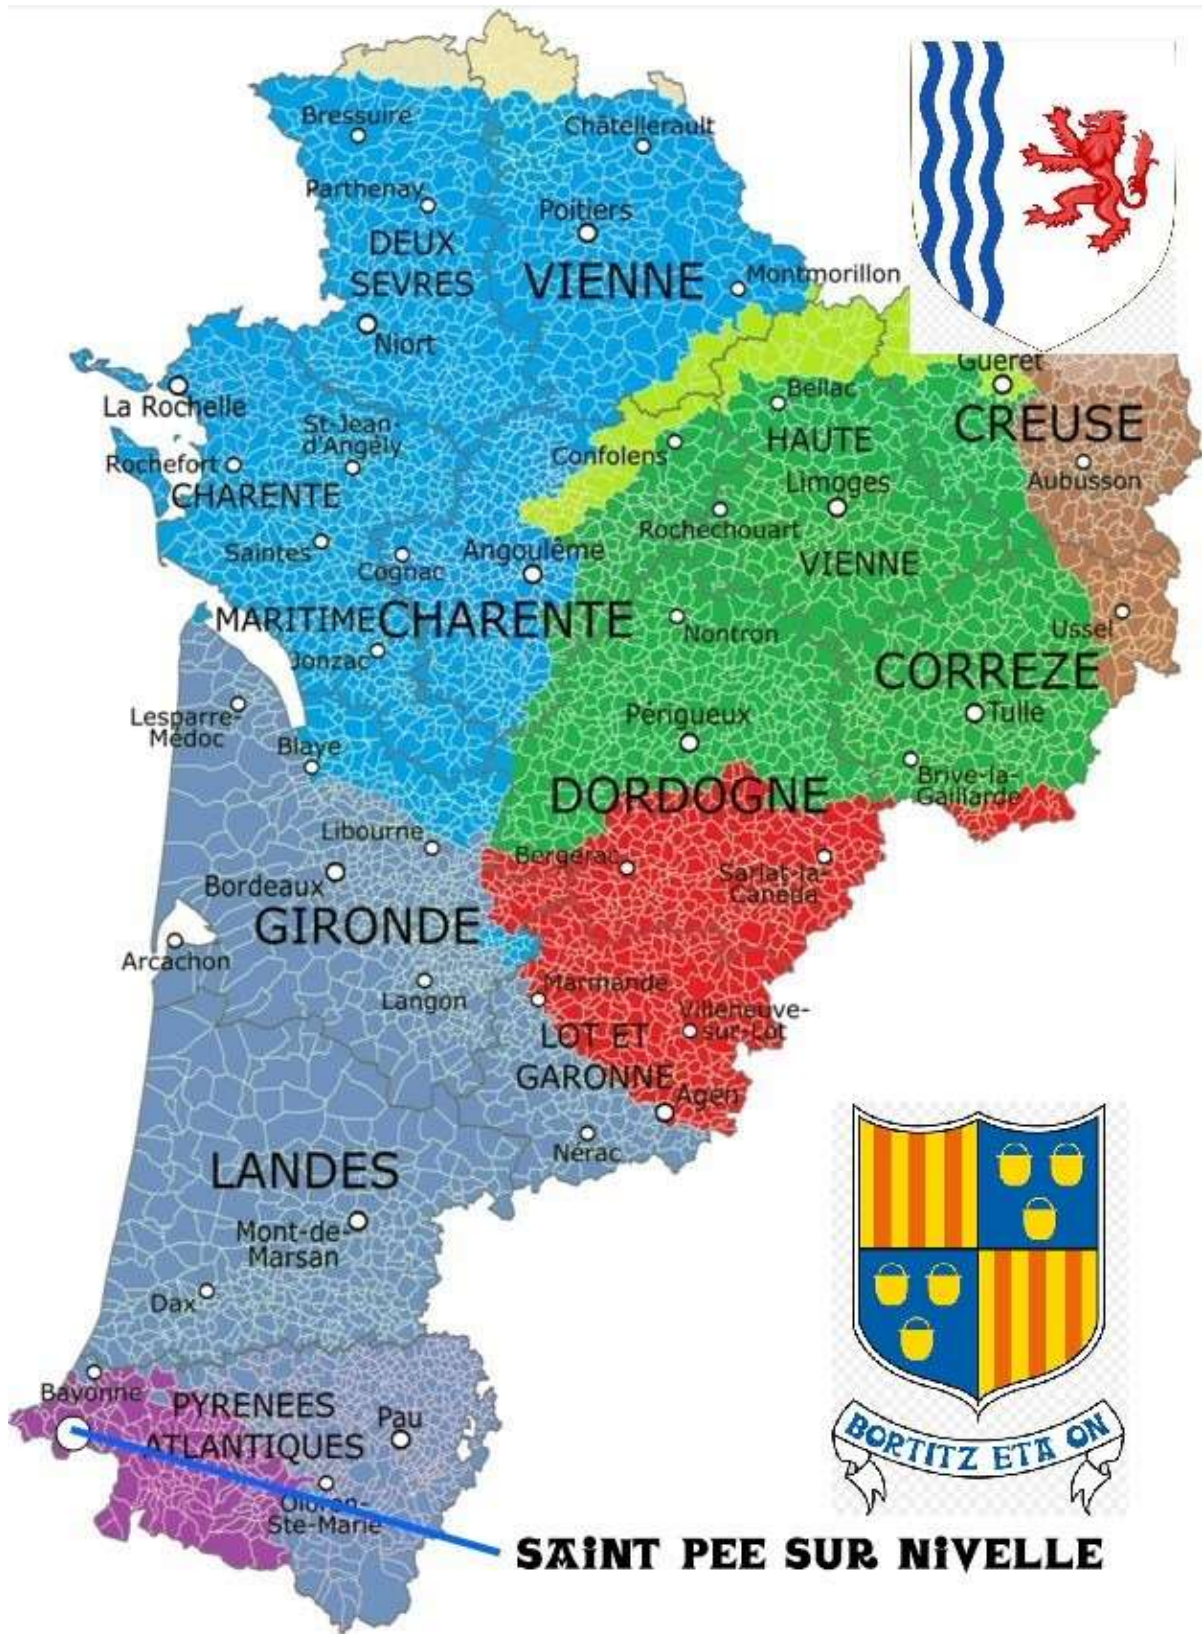 Bressuire
Châtellerault
Parthenay
Poitiers
DEUX
SEVRES
VIENNE
Montmorillon
Niort
Guéret
La Rochelle
St-Jean-
d'Angély
Bellac
CREUSE
Rochefort
Confolens
HAUTE
Aubusson
CHARENTE
Limoges
Rochechouart
Saintes
Cognac
Angoulême
VIENNE
MARITIME
CHARENTE
Nontron
Ussel
Jonzac
CORREZE
Lesparre-
Médoc
Périgueux
Tulle
Blaye
DORDOGNE
Brive-la-
Gaillarde
Libourne
Bergerac
Sarlat-la-
Canéda
Bordeaux
GIRONDE
Arcachon
Langon
Marmande
Villeneuve-
sur-Lot
LOT ET
GARONNE
Agen
Nérac
LANDES
Mont-de-
Marsan
Dax
Bayonne
PYRENEES
ATLANTIQUES
Pau
Oloron-
Ste-Marie
BORTITZ ETA ON
SAiNT PEE SUR NiVELLE